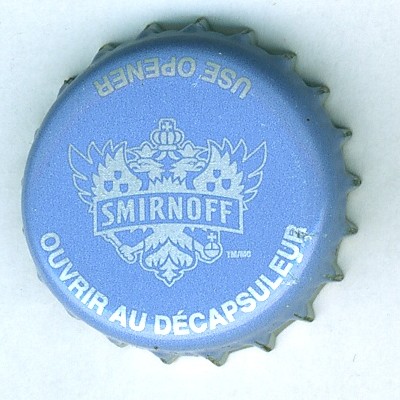 USE OPENER
SMIRNOFF
TM/MC
OUVRIR AU DÉCAPSULEUR